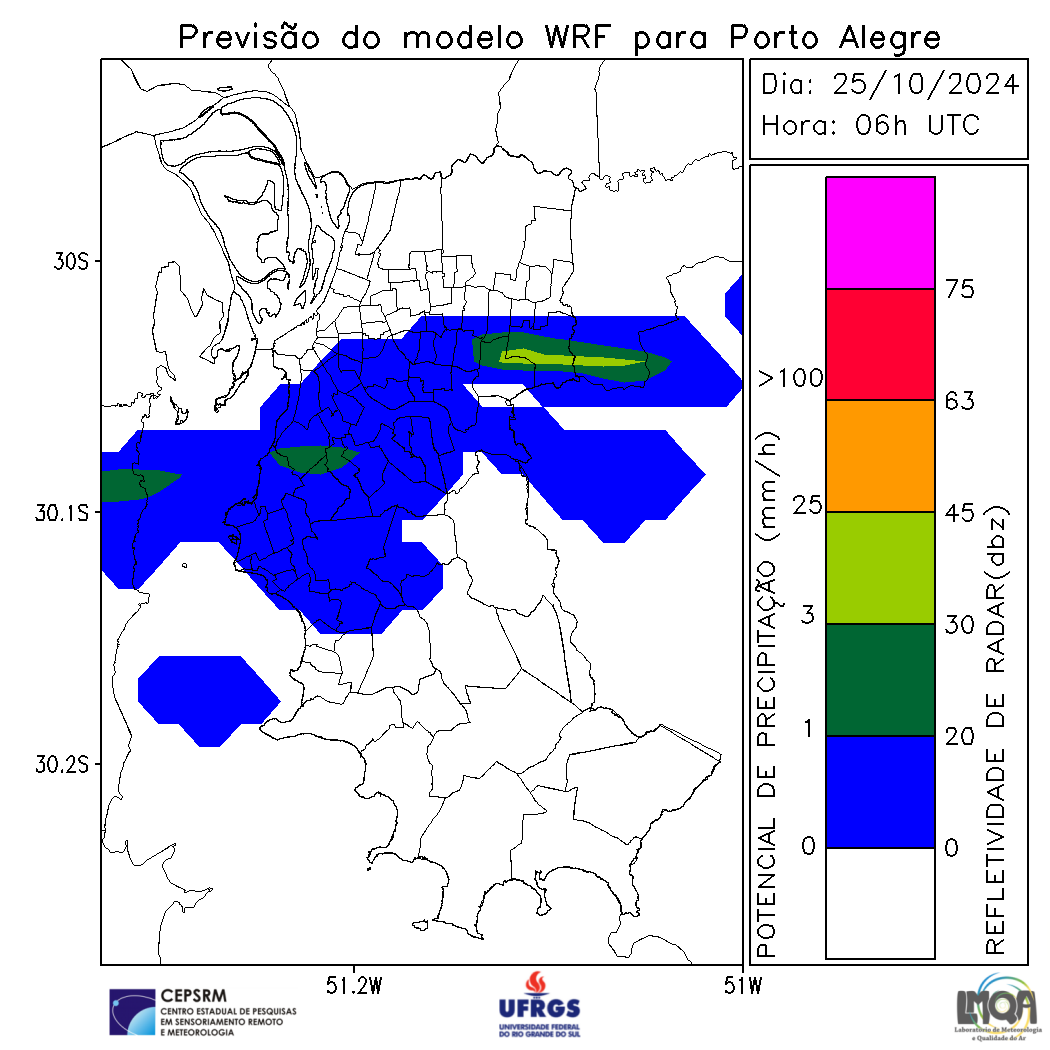 Previsão do modelo WRF para Porto Alegre
Dia: 25/10/2024
Hora: 06h UTC
30S
30.1S
30.2S
51.2W
51W
POTENCIAL DE PRECIPITAÇÃO (mm/h)
>100
25
3
1
0
75
63
45
30
20
0
REFLETIVIDADE DE RADAR(dbz)
CEPSRM
CENTRO ESTADUAL DE PESQUISAS
EM SENSORIAMENTO REMOTO
E METEOROLOGIA
UFRGS
UNIVERSIDADE FEDERAL
DO RIO GRANDE DO SUL
LMQA
Laboratório de Meteorologia
e Qualidade do Ar